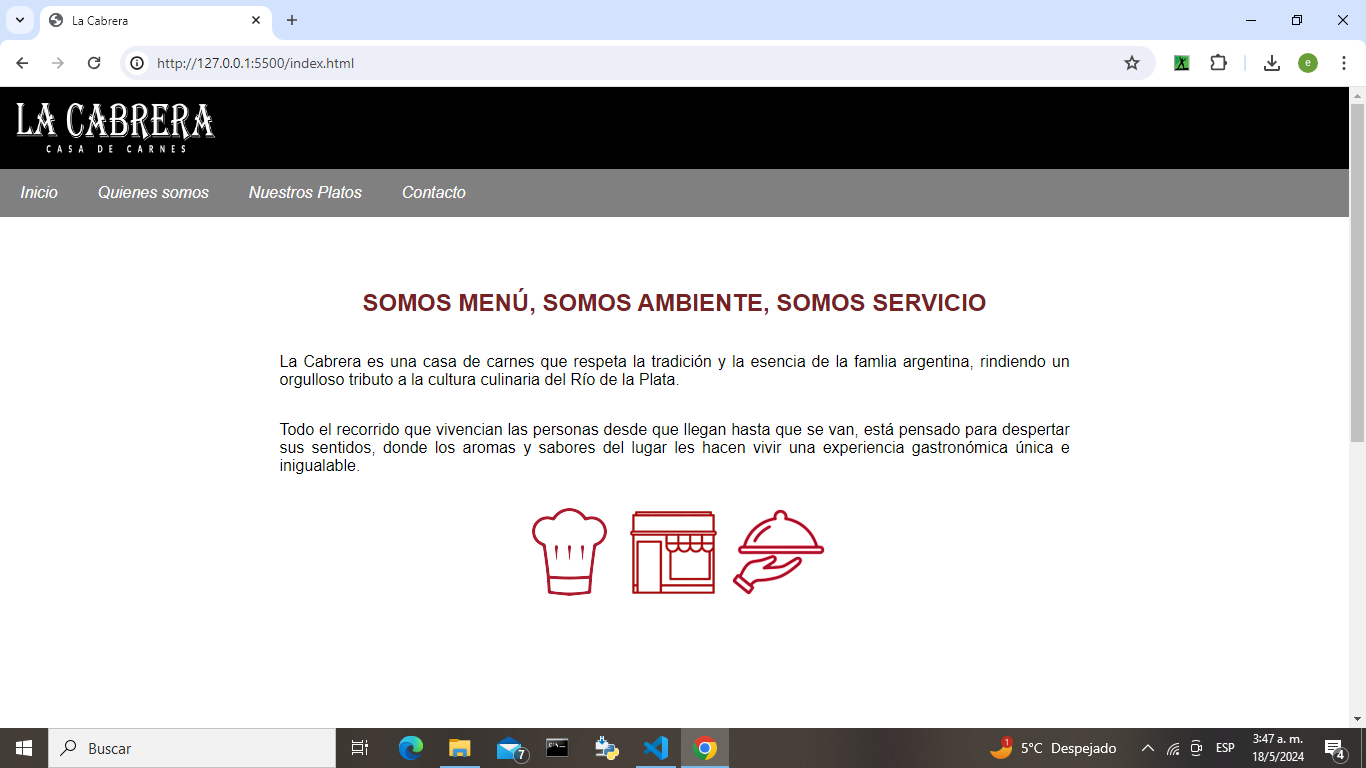 La Cabrera
http://127.0.0.1:5500/index.html
e
LA CABRERA
CASA DE CARNES
Inicio Quienes somos Nuestros Platos Contacto
SOMOS MENÚ, SOMOS AMBIENTE, SOMOS SERVICIO
La Cabrera es una casa de carnes que respeta la tradición y la esencia de la famlia argentina, rindiendo un
orgulloso tributo a la cultura culinaria del Río de la Plata.
Todo el recorrido que vivencian las personas desde que llegan hasta que se van, está pensado para despertar
sus sentidos, donde los aromas y sabores del lugar les hacen vivir una experiencia gastronómica única e
inigualable.
Buscar
7
1
5°C Despejado
ESP
3:47 a. m.
18/5/2024
4